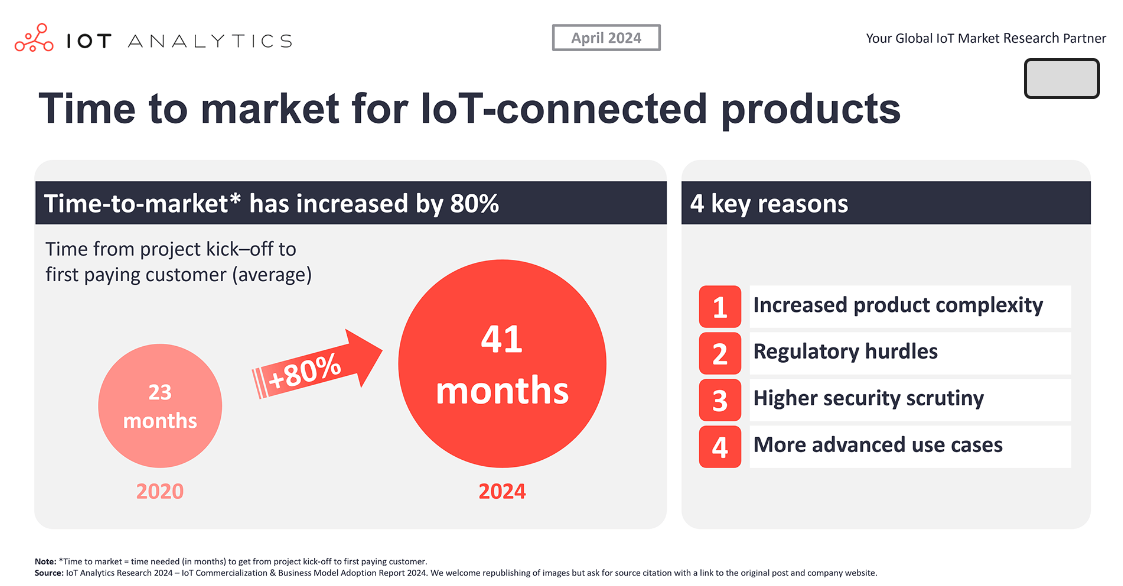 IOT ANALYTICS
April 2024
Your Global IoT Market Research Partner
Time to market for IoT-connected products
Time-to-market* has increased by 80%
Time from project kick–off to
first paying customer (average)
23
months
2020
+80%
41
months
2024
4 key reasons
1 Increased product complexity
2 Regulatory hurdles
3 Higher security scrutiny
4 More advanced use cases
Note: *Time to market = time needed (in months) to get from project kick-off to first paying customer.
Source: IoT Analytics Research 2024 – IoT Commercialization & Business Model Adoption Report 2024. We welcome republishing of images but ask for source citation with a link to the original post and company website.